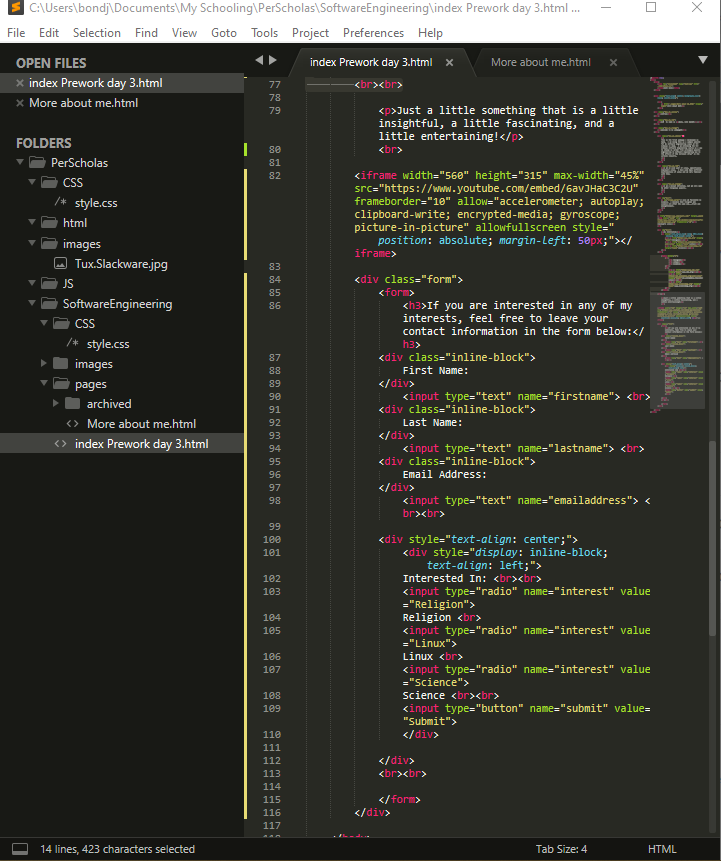 C:\Users\bondj\Documents\My Schooling\PerScholas\SoftwareEngineering\index Prework day 3.html ...
File Edit Selection Find View Goto Tools Project Preferences Help
OPEN FILES
index Prework day 3.html
More about me.html
FOLDERS
PerScholas
CSS
/* style.css
html
images
Tux.Slackware.jpg
JS
SoftwareEngineering
CSS
/* style.css
images
pages
archived
<> More about me.html
<> index Prework day 3.html
index Prework day 3.html More about me.html
77 <br><br>
78
79 <p>Just a little something that is a little
insightful, a little fascinating, and a
little entertaining!</p>
80 <br>
81
82 <iframe width="560" height="315" max-width="45%"
src="https://www.youtube.com/embed/6avJHaC3C2U"
frameborder="10" allow="accelerometer; autoplay;
clipboard-write; encrypted-media; gyroscope;
picture-in-picture" allowfullscreen style="
position: absolute; margin-left: 50px;"></
iframe>
83
84 <div class="form">
85 <form>
86 <h3>If you are interested in any of my
interests, feel free to leave your
contact information in the form below:</
h3>
87 <div class="inline-block">
88 First Name:
89 </div>
90 <input type="text" name="firstname"> <br>
91 <div class="inline-block">
92 Last Name:
93 </div>
94 <input type="text" name="lastname"> <br>
95 <div class="inline-block">
96 Email Address:
97 </div>
98 <input type="text" name="emailaddress"> <
br><br>
99
100 <div style="text-align: center;">
101 <div style="display: inline-block;
text-align: left;">
102 Interested In: <br><br>
103 <input type="radio" name="interest" value
="Religion">
104 Religion <br>
105 <input type="radio" name="interest" value
="Linux">
106 Linux <br>
107 <input type="radio" name="interest" value
="Science">
108 Science <br><br>
109 <input type="button" name="submit" value=
"Submit">
110 </div>
111
112 </div>
113 <br><br>
114
115 </form>
116 </div>
117
118 </body>
14 lines, 423 characters selected Tab Size: 4 HTML